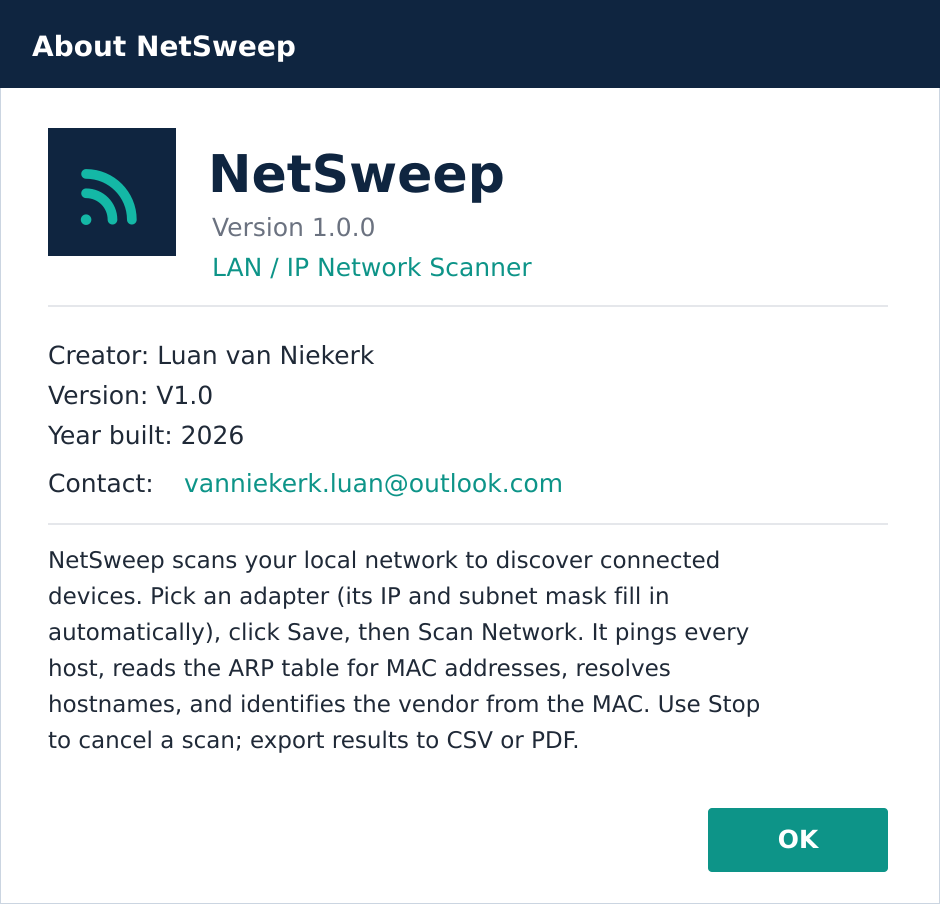 About NetSweep
NetSweep
Version 1.0.0
LAN / IP Network Scanner
Creator: Luan van Niekerk
Version: V1.0
Year built: 2026
Contact: vanniekerk.luan@outlook.com
NetSweep scans your local network to discover connected
devices. Pick an adapter (its IP and subnet mask fill in
automatically), click Save, then Scan Network. It pings every
host, reads the ARP table for MAC addresses, resolves
hostnames, and identifies the vendor from the MAC. Use Stop
to cancel a scan; export results to CSV or PDF.
OK